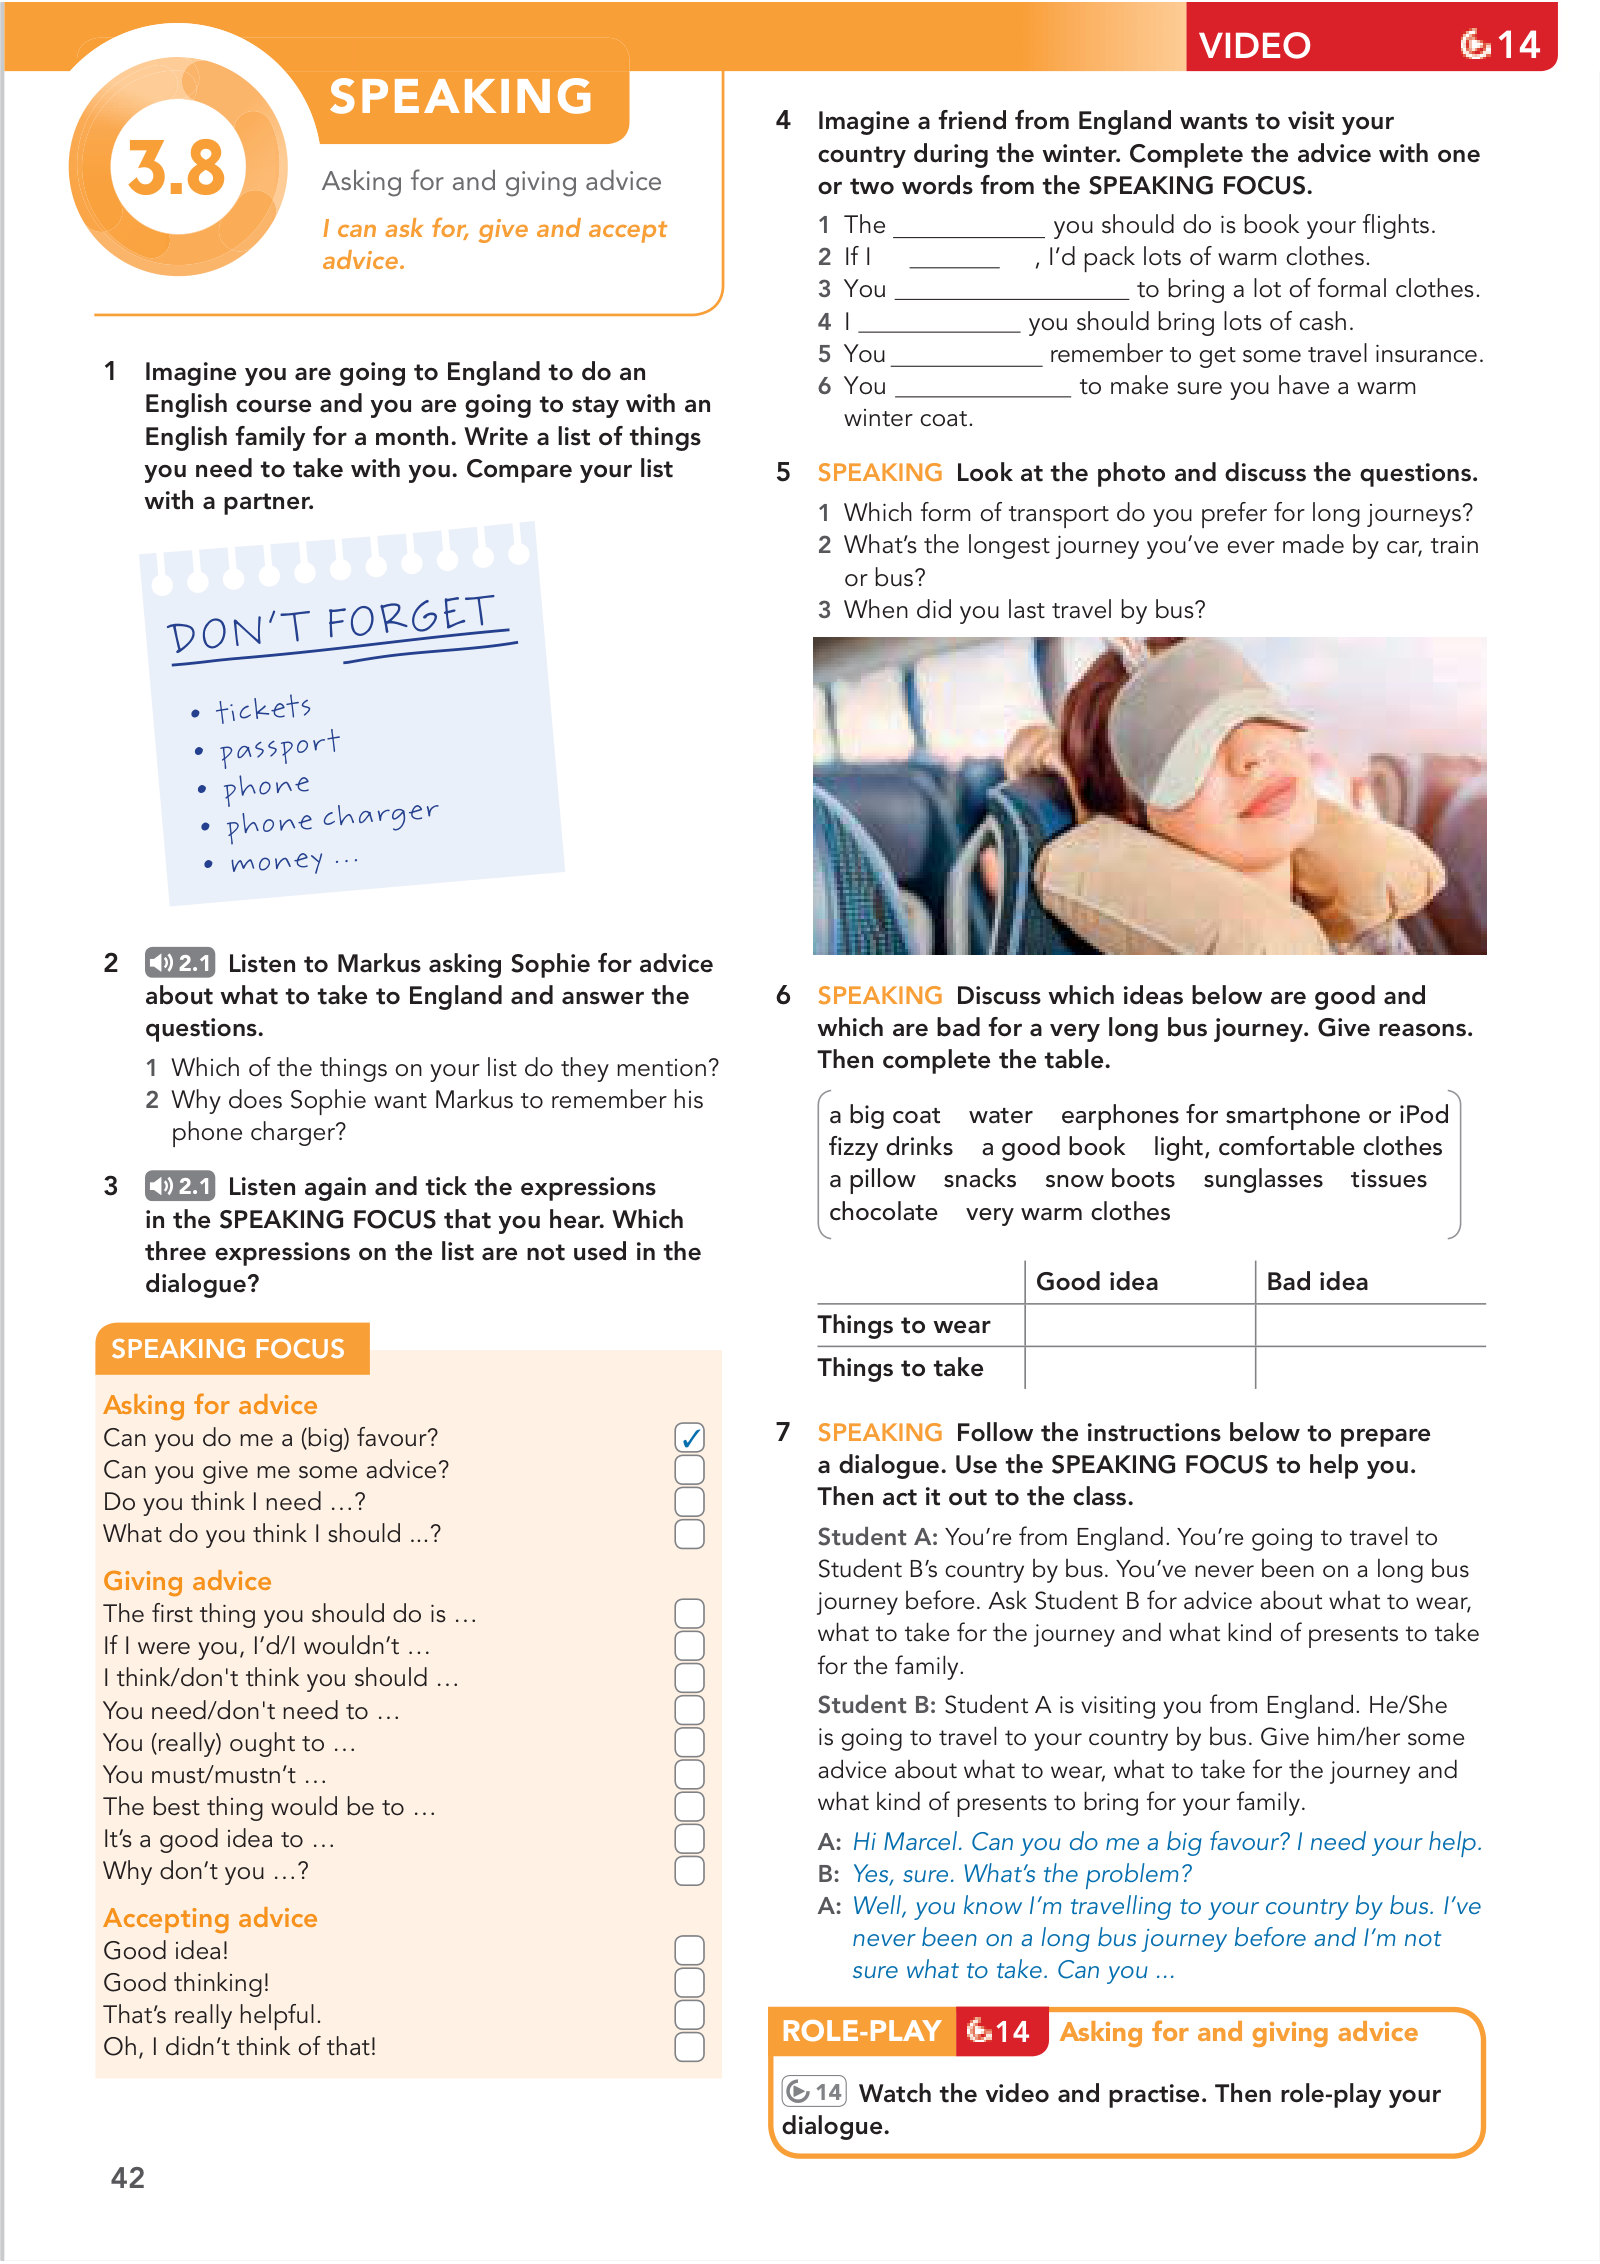 VIDEO 14
3.8
SPEAKING
Asking for and giving advice
I can ask for, give and accept
advice.
1 Imagine you are going to England to do an
English course and you are going to stay with an
English family for a month. Write a list of things
you need to take with you. Compare your list
with a partner.
DON'T FORGET
• tickets
• passport
• phone
• phone charger
• money ...
2 2.1 Listen to Markus asking Sophie for advice
about what to take to England and answer the
questions.
1 Which of the things on your list do they mention?
2 Why does Sophie want Markus to remember his
phone charger?
3 2.1 Listen again and tick the expressions
in the SPEAKING FOCUS that you hear. Which
three expressions on the list are not used in the
dialogue?
SPEAKING FOCUS
Asking for advice
Can you do me a (big) favour? ✓
Can you give me some advice?
Do you think I need …?
What do you think I should ...?
Giving advice
The first thing you should do is …
If I were you, I’d/I wouldn’t …
I think/don't think you should …
You need/don't need to …
You (really) ought to …
You must/mustn’t …
The best thing would be to …
It’s a good idea to …
Why don’t you …?
Accepting advice
Good idea!
Good thinking!
That’s really helpful.
Oh, I didn’t think of that!
42
4 Imagine a friend from England wants to visit your
country during the winter. Complete the advice with one
or two words from the SPEAKING FOCUS.
1 The ____________ you should do is book your flights.
2 If I _______ , I’d pack lots of warm clothes.
3 You ___________________ to bring a lot of formal clothes.
4 I _____________ you should bring lots of cash.
5 You ____________ remember to get some travel insurance.
6 You ______________ to make sure you have a warm
winter coat.
5 SPEAKING Look at the photo and discuss the questions.
1 Which form of transport do you prefer for long journeys?
2 What’s the longest journey you’ve ever made by car, train
or bus?
3 When did you last travel by bus?
6 SPEAKING Discuss which ideas below are good and
which are bad for a very long bus journey. Give reasons.
Then complete the table.
a big coat water earphones for smartphone or iPod
fizzy drinks a good book light, comfortable clothes
a pillow snacks snow boots sunglasses tissues
chocolate very warm clothes
Good idea Bad idea
Things to wear
Things to take
7 SPEAKING Follow the instructions below to prepare
a dialogue. Use the SPEAKING FOCUS to help you.
Then act it out to the class.
Student A: You’re from England. You’re going to travel to
Student B’s country by bus. You’ve never been on a long bus
journey before. Ask Student B for advice about what to wear,
what to take for the journey and what kind of presents to take
for the family.
Student B: Student A is visiting you from England. He/She
is going to travel to your country by bus. Give him/her some
advice about what to wear, what to take for the journey and
what kind of presents to bring for your family.
A: Hi Marcel. Can you do me a big favour? I need your help.
B: Yes, sure. What’s the problem?
A: Well, you know I’m travelling to your country by bus. I’ve
never been on a long bus journey before and I’m not
sure what to take. Can you ...
ROLE-PLAY 14 Asking for and giving advice
14 Watch the video and practise. Then role-play your
dialogue.